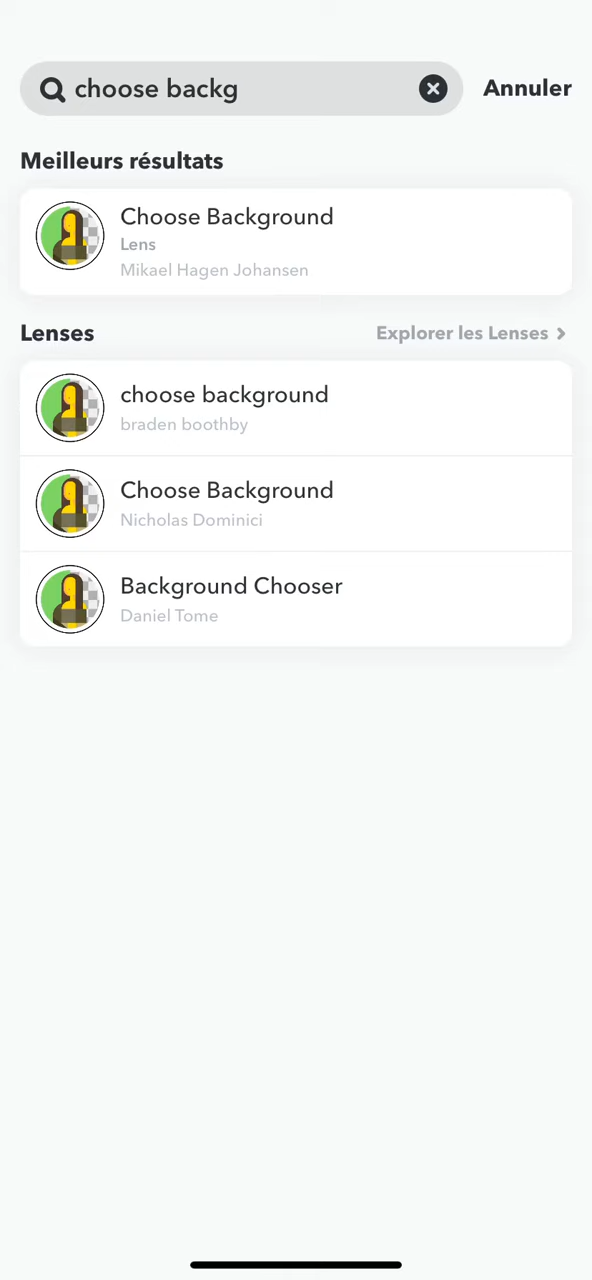 choose backg
Annuler
Meilleurs résultats
Choose Background
Lens
Mikael Hagen Johansen
Lenses
Explorer les Lenses
choose background
braden boothby
Choose Background
Nicholas Dominici
Background Chooser
Daniel Tome